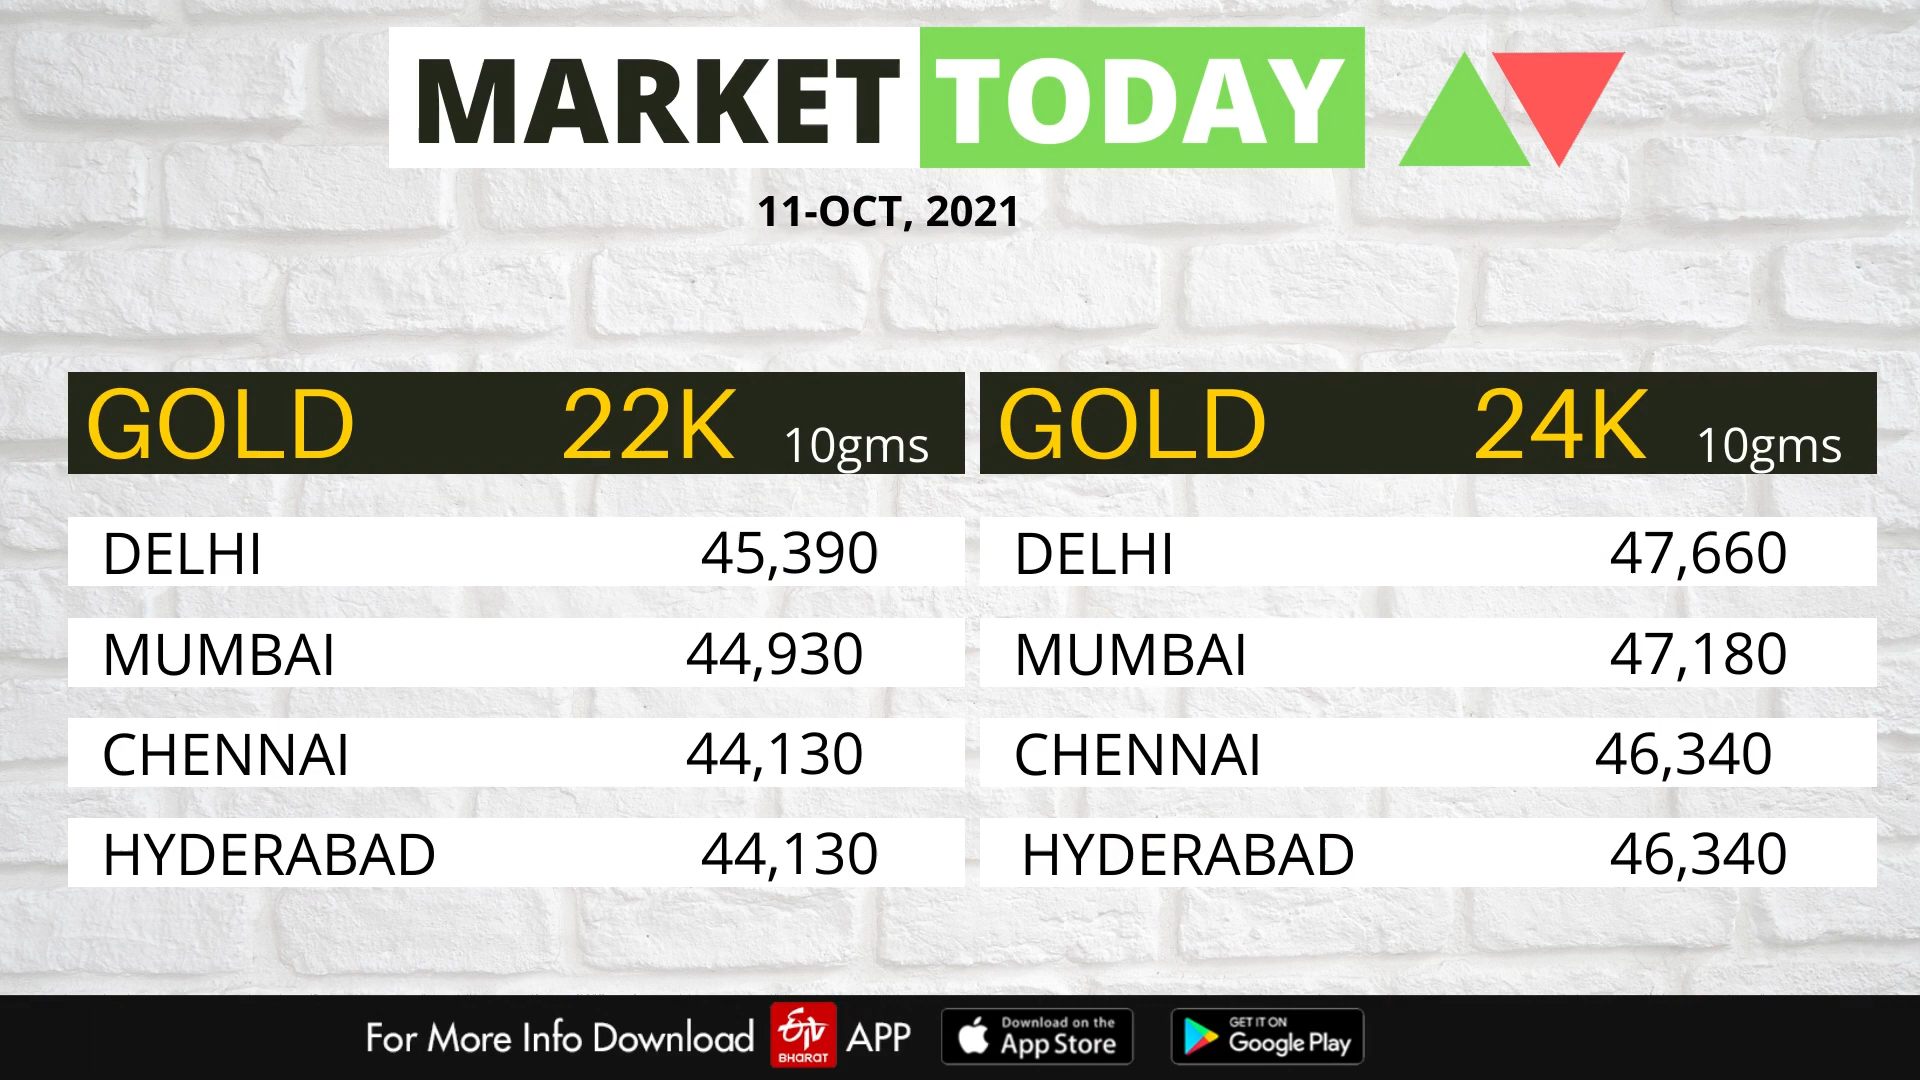 MARKET TODAY
11-OCT, 2021
GOLD 22K 10gms
DELHI 45,390
MUMBAI 44,930
CHENNAI 44,130
HYDERABAD 44,130
GOLD 24K 10gms
DELHI 47,660
MUMBAI 47,180
CHENNAI 46,340
HYDERABAD 46,340
For More Info Download ETV BHARAT APP
Download on the App Store
GET IT ON Google Play